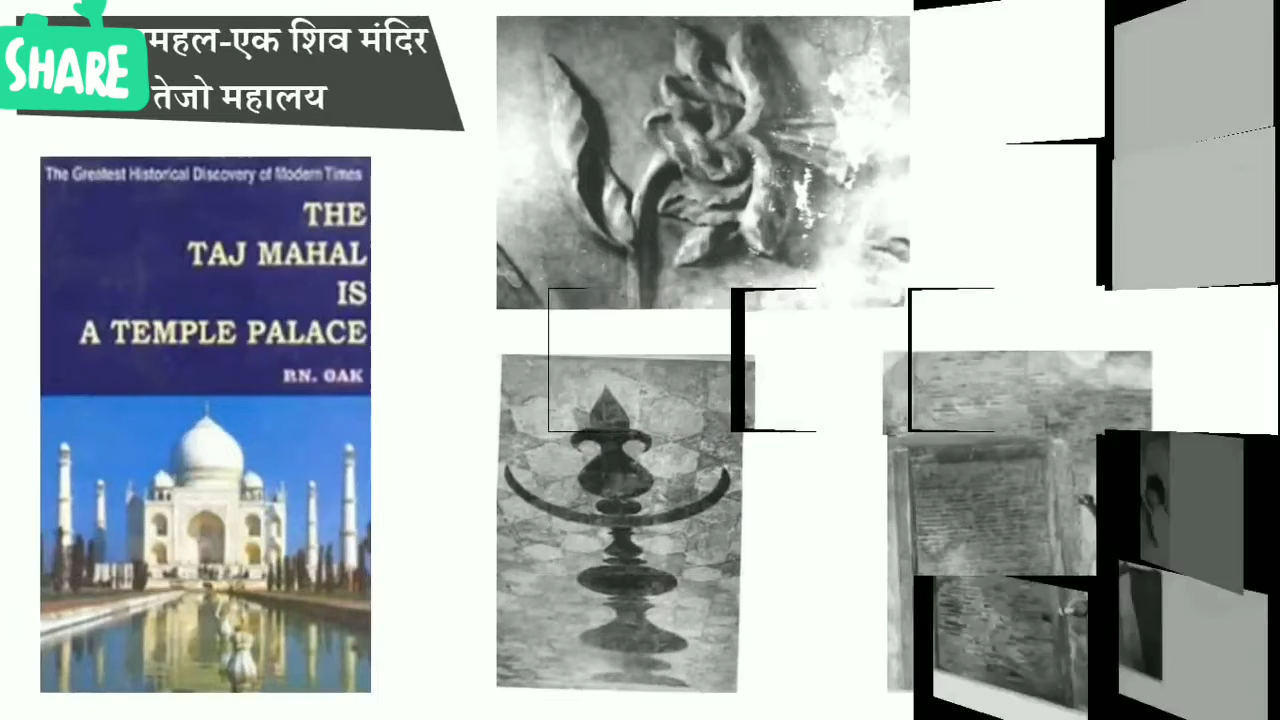 SHARE
महल-एक शिव मंदिर
तेजो महालय
The Greatest Historical Discovery of Modern Times
THE
TAJ MAHAL
IS
A TEMPLE PALACE
P.N. OAK